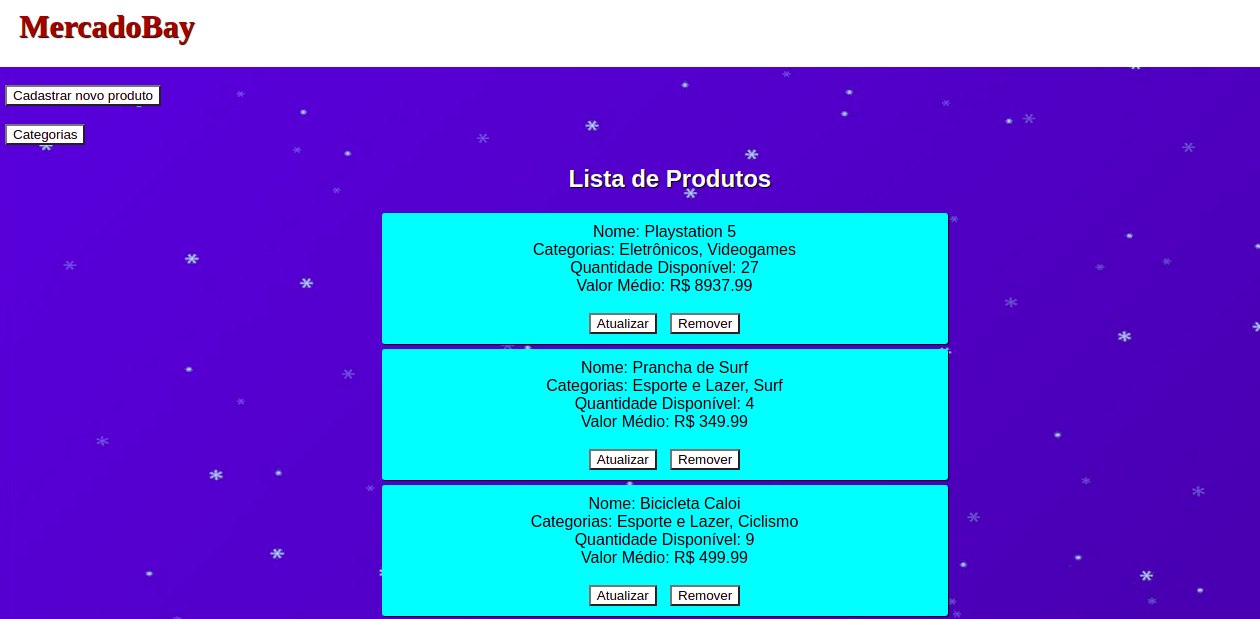 MercadoBay
Cadastrar novo produto
Categorias
Lista de Produtos
Nome: Playstation 5
Categorias: Eletrônicos, Videogames
Quantidade Disponível: 27
Valor Médio: R$ 8937.99
Atualizar Remover
Nome: Prancha de Surf
Categorias: Esporte e Lazer, Surf
Quantidade Disponível: 4
Valor Médio: R$ 349.99
Atualizar Remover
Nome: Bicicleta Caloi
Categorias: Esporte e Lazer, Ciclismo
Quantidade Disponível: 9
Valor Médio: R$ 499.99
Atualizar Remover